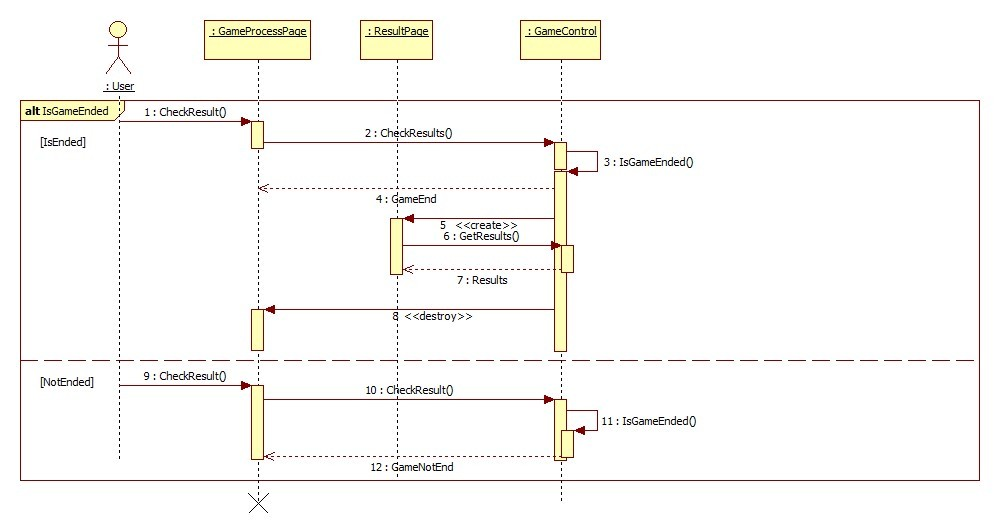 : GameProcessPage
: ResultPage
: GameControl
: User
alt IsGameEnded
1 : CheckResult()
2 : CheckResults()
[IsEnded]
3 : IsGameEnded()
4 : GameEnd
5 <<create>>
6 : GetResults()
7 : Results
8 <<destroy>>
[NotEnded]
9 : CheckResult()
10 : CheckResult()
11 : IsGameEnded()
12 : GameNotEnd